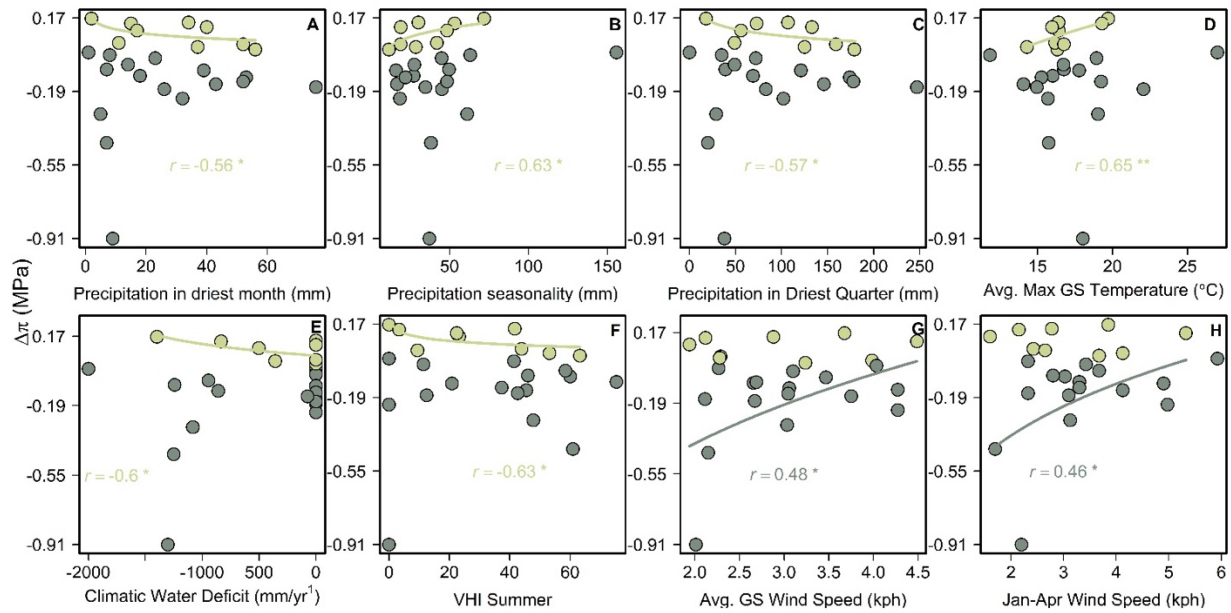 0.17 A 0.17 B 0.17 C 0.17 D
-0.19 -0.19 -0.19 -0.19
-0.55 r = -0.56 * -0.55 r = 0.63 * -0.55 r = -0.57 * -0.55 r = 0.65 **
-0.91 -0.91 -0.91 -0.91
0 20 40 60 0 50 100 150 0 50 100 150 200 250 15 20 25
Precipitation in driest month (mm) Precipitation seasonality (mm) Precipitation in Driest Quarter (mm) Avg. Max GS Temperature (°C)
Δπ (MPa)
0.17 E 0.17 F 0.17 G 0.17 H
-0.19 -0.19 -0.19 -0.19
-0.55 r = -0.6 * -0.55 r = -0.63 * -0.55 r = 0.48 * -0.55 r = 0.46 *
-0.91 -0.91 -0.91 -0.91
-2000 -1000 0 0 20 40 60 2.0 2.5 3.0 3.5 4.0 4.5 2 3 4 5 6
Climatic Water Deficit (mm/yr¹) VHI Summer Avg. GS Wind Speed (kph) Jan-Apr Wind Speed (kph)